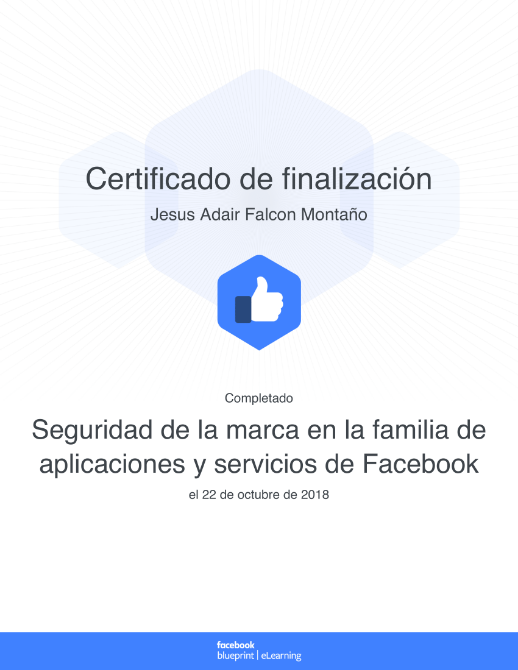 Certificado de finalización
Jesus Adair Falcon Montaño
Completado
Seguridad de la marca en la familia de
aplicaciones y servicios de Facebook
el 22 de octubre de 2018
facebook
blueprint | eLearning